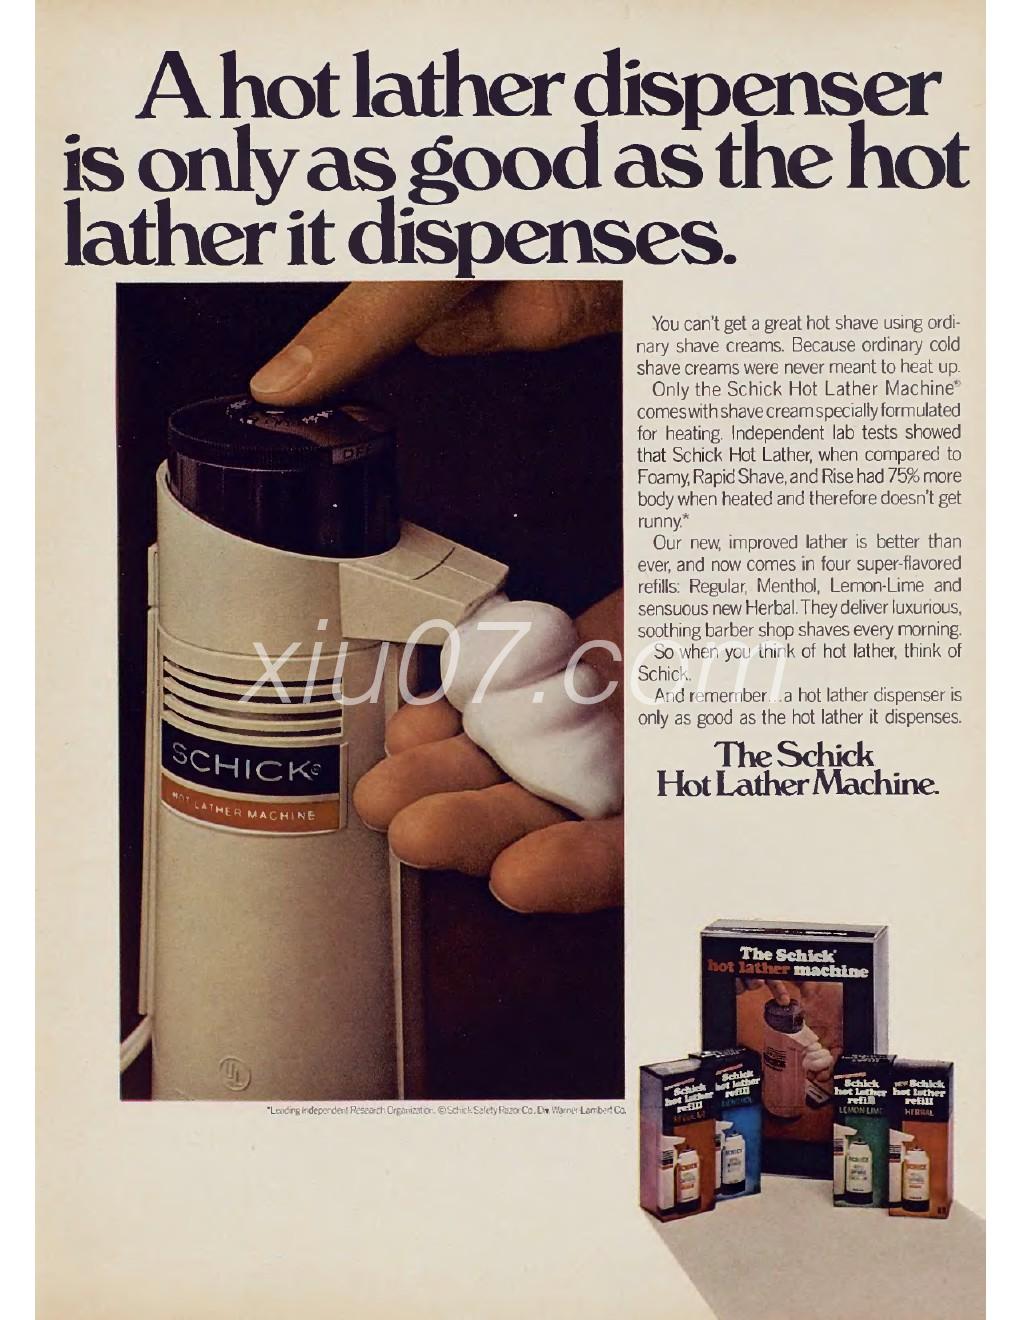 A hot lather dispenser
is only as good as the hot
lather it dispenses.
You can't get a great hot shave using ordi-
nary shave creams. Because ordinary cold
shave creams were never meant to heat up.
Only the Schick Hot Lather Machine®
comes with shave cream specially formulated
for heating. Independent lab tests showed
that Schick Hot Lather, when compared to
Foamy, Rapid Shave, and Rise had 75% more
body when heated and therefore doesn't get
runny.*
Our new, improved lather is better than
ever, and now comes in four super-flavored
refills: Regular, Menthol, Lemon-Lime and
sensuous new Herbal. They deliver luxurious,
soothing barber shop shaves every morning.
So when you think of hot lather, think of
Schick.
And remember...a hot lather dispenser is
only as good as the hot lather it dispenses.
The Schick
Hot Lather Machine.
OFF
SCHICK®
HOT LATHER MACHINE
UL
xiu07.com
*Leading Independent Research Organization. © Schick Safety Razor Co., Div. Warner-Lambert Co.
The Schick®
hot lather machine
Schick
hot lather
refill
REGULAR
Schick
hot lather
refill
MENTHOL
Schick
hot lather
refill
LEMON-LIME
NEW Schick
hot lather
refill
HERBAL